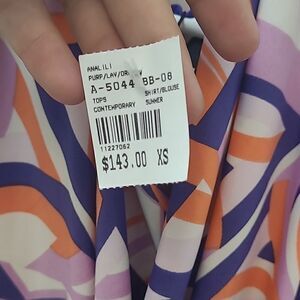 ANALILI
PURP/LAV/OR
A-5044 BB-08
TOPS SHIRT/BLOUSE
CONTEMPORARY SUMMER
11227062
$143.00 XS